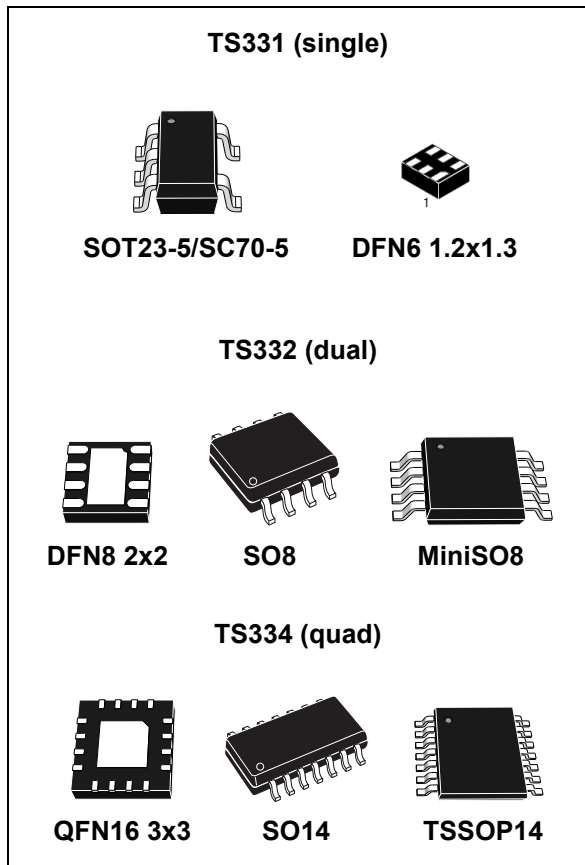 TS331 (single)
1
SOT23-5/SC70-5 DFN6 1.2x1.3
TS332 (dual)
DFN8 2x2 SO8 MiniSO8
TS334 (quad)
QFN16 3x3 SO14 TSSOP14